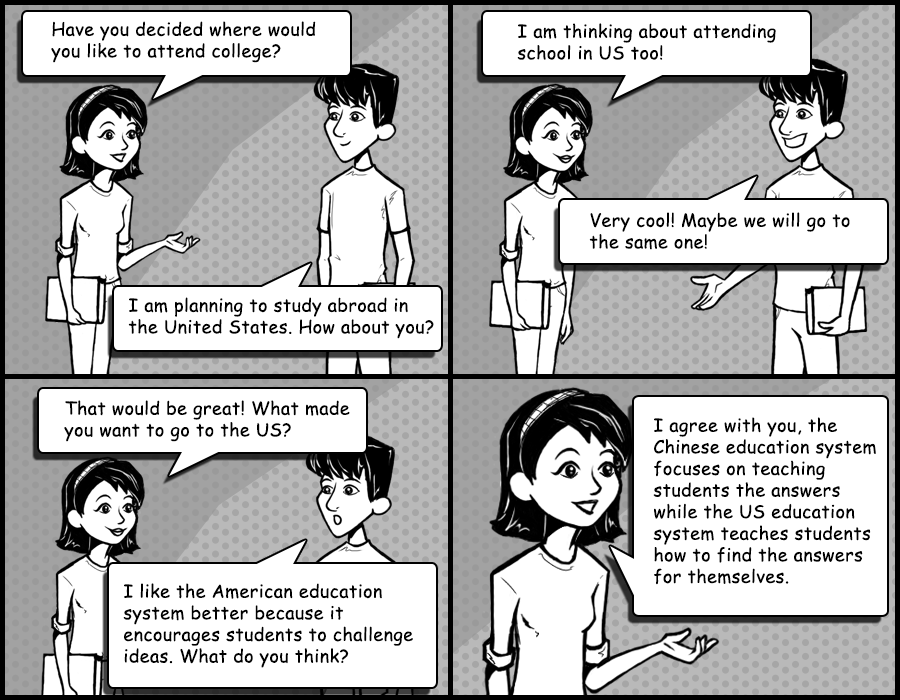 Have you decided where would
you like to attend college?
I am planning to study abroad in
the United States. How about you?
I am thinking about attending
school in US too!
Very cool! Maybe we will go to
the same one!
That would be great! What made
you want to go to the US?
I like the American education
system better because it
encourages students to challenge
ideas. What do you think?
I agree with you, the
Chinese education system
focuses on teaching
students the answers
while the US education
system teaches students
how to find the answers
for themselves.